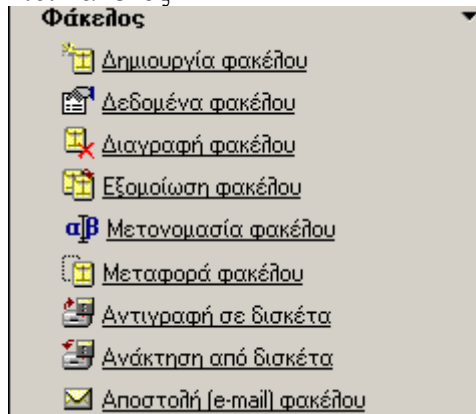 Φάκελος
Δημιουργία φακέλου
Δεδομένα φακέλου
Διαγραφή φακέλου
Εξομοίωση φακέλου
αβ Μετονομασία φακέλου
Μεταφορά φακέλου
Αντιγραφή σε δισκέτα
Ανάκτηση από δισκέτα
Αποστολή (e-mail) φακέλου